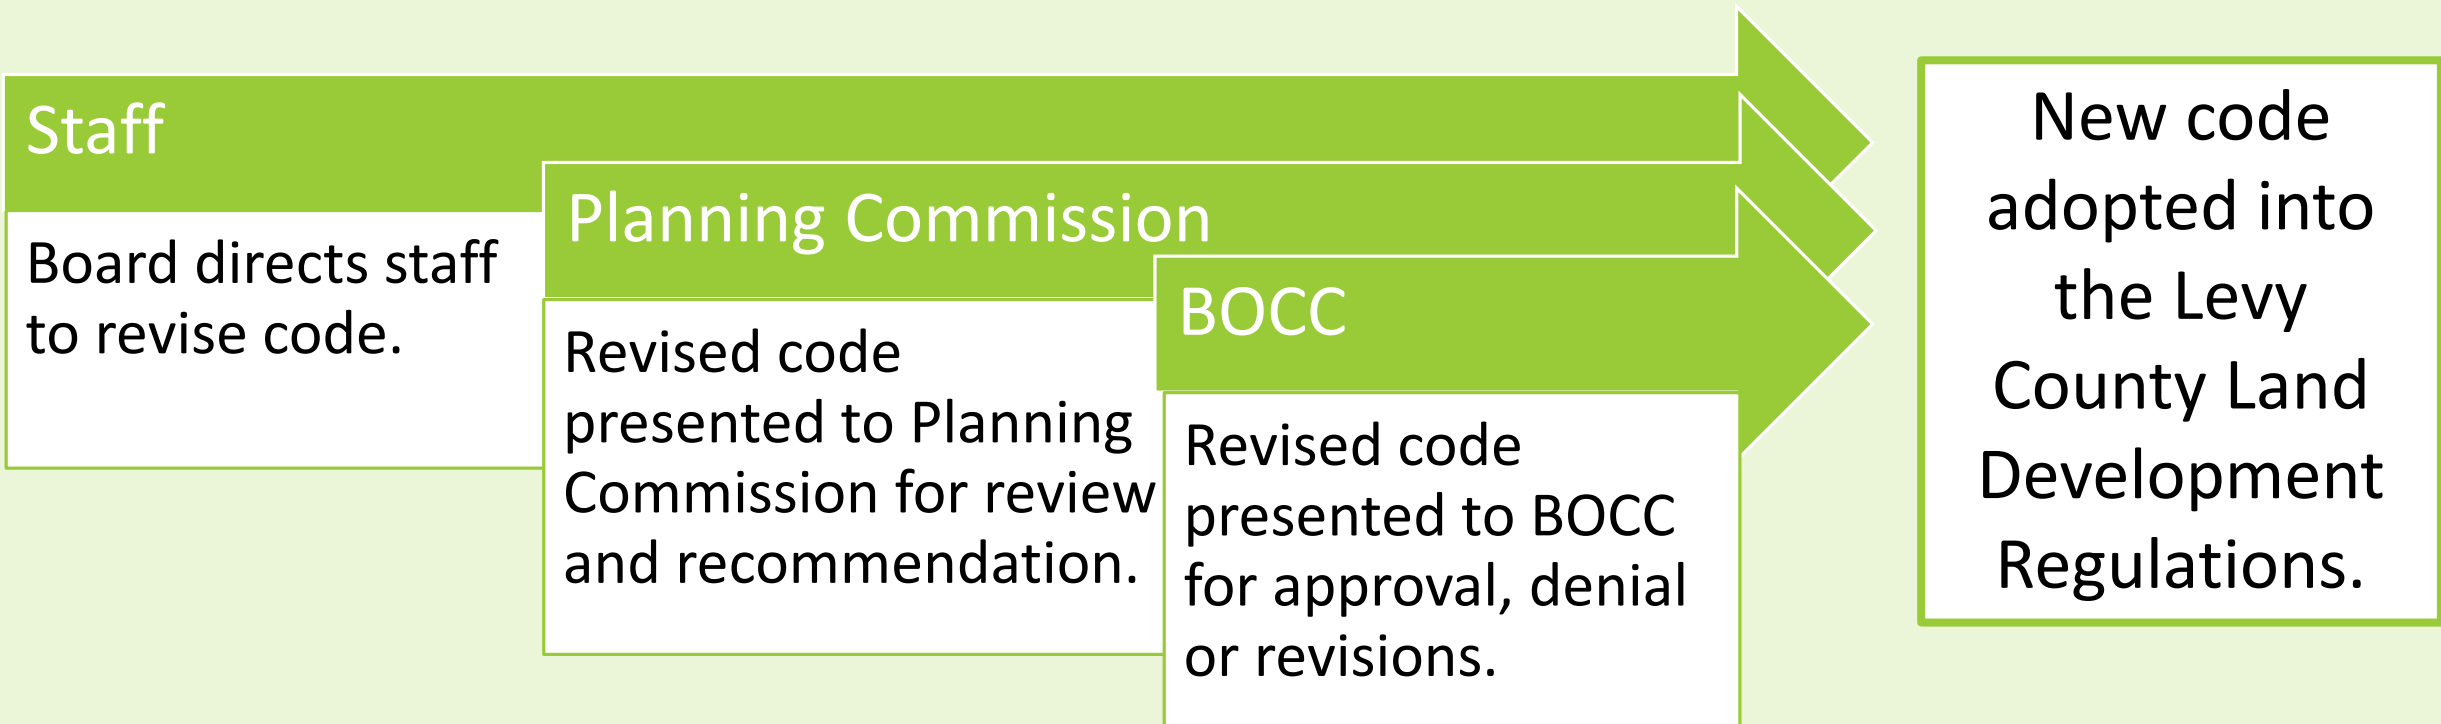 Staff
Board directs staff
to revise code.
Planning Commission
Revised code
presented to Planning
Commission for review
and recommendation.
BOCC
Revised code
presented to BOCC
for approval, denial
or revisions.
New code
adopted into
the Levy
County Land
Development
Regulations.